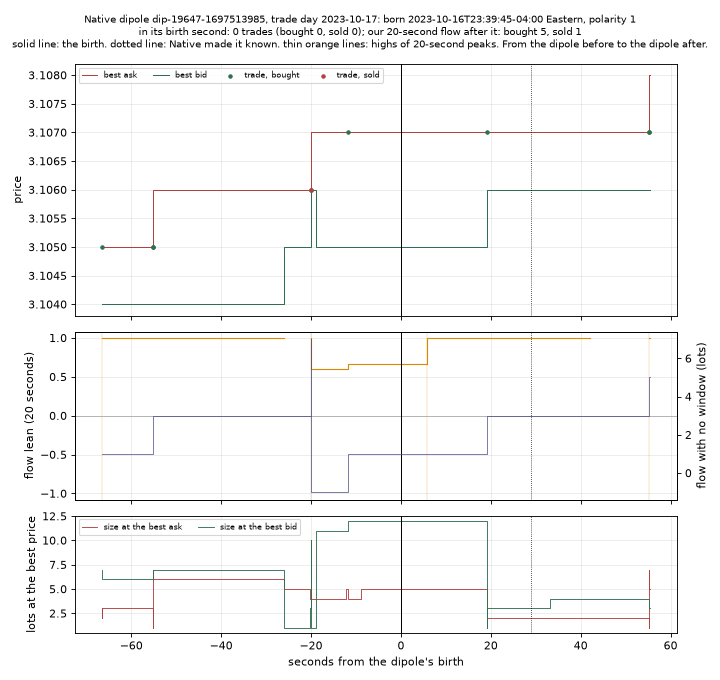 Native dipole dip-19647-1697513985, trade day 2023-10-17: born 2023-10-16T23:39:45-04:00 Eastern, polarity 1
in its birth second: 0 trades (bought 0, sold 0); our 20-second flow after it: bought 5, sold 1
solid line: the birth. dotted line: Native made it known. thin orange lines: highs of 20-second peaks. From the dipole before to the dipole after.
best ask best bid trade, bought trade, sold
3.1080
3.1075
3.1070
3.1065
3.1060
3.1055
3.1050
3.1045
3.1040
price
1.0
0.5
0.0
−0.5
−1.0
flow lean (20 seconds)
6
4
2
0
flow with no window (lots)
size at the best ask size at the best bid
12.5
10.0
7.5
5.0
2.5
lots at the best price
−60 −40 −20 0 20 40 60
seconds from the dipole's birth